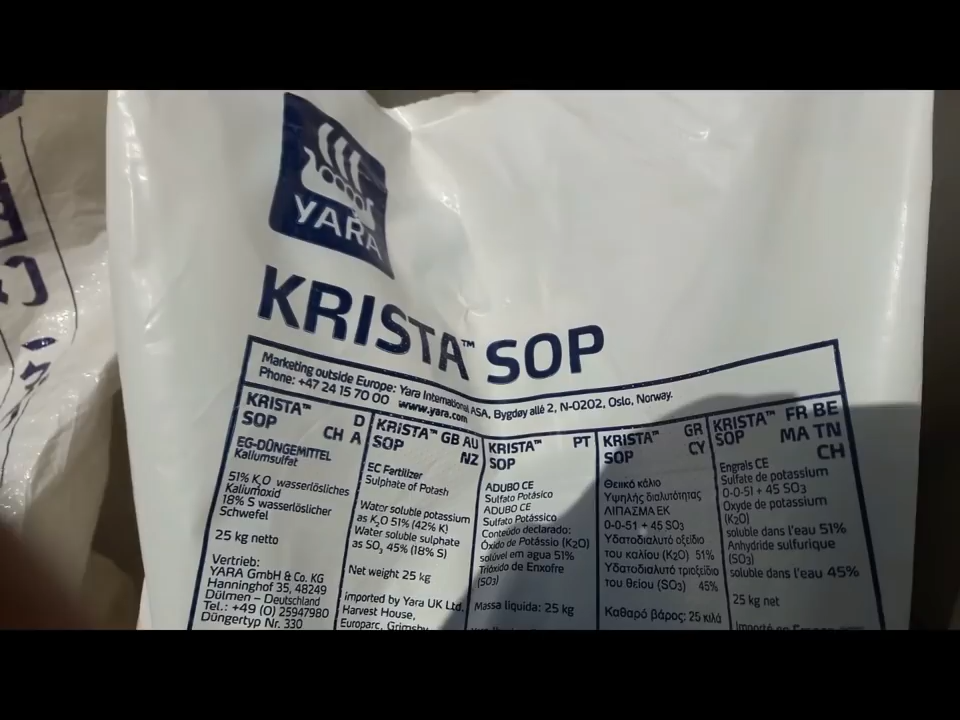 YARA
KRISTA™ SOP
Marketing outside Europe: Yara International ASA, Bygdøy allé 2, N-0202, Oslo, Norway.
Phone: +47 24 15 70 00 www.yara.com
KRISTA™ D
SOP CH A
EG-DÜNGEMITTEL
Kaliumsulfat
51% K₂O wasserlösliches
Kaliumoxid
18% S wasserlöslicher
Schwefel
25 kg netto
Vertrieb:
YARA GmbH & Co. KG
Hanninghof 35, 48249
Dülmen – Deutschland
Tel.: +49 (0) 25947980
Düngertyp Nr. 330
KRISTA™ GB AU
SOP NZ
EC Fertilizer
Sulphate of Potash
Water soluble potassium
as K₂O 51% (42% K)
Water soluble sulphate
as SO₃ 45% (18% S)
Net weight 25 kg
imported by Yara UK Ltd,
Harvest House,
Europarc, Grimsby
KRISTA™ PT
SOP
ADUBO CE
Sulfato Potásico
ADUBO CE
Sulfato Potássico
Conteúdo declarado:
Óxido de Potássio (K2O)
solúvel em agua 51%
Trióxido de Enxofre
(SO3)
Massa líquida: 25 kg
KRISTA™ GR
SOP CY
Θειικό κάλιο
Υψηλής διαλυτότητας
ΛΙΠΑΣΜΑ ΕΚ
0-0-51 + 45 SO3
Υδατοδιαλυτό οξείδιο
του καλίου (K2O) 51%
Υδατοδιαλυτό τριοξείδιο
του θείου (SO3) 45%
Καθαρό βάρος: 25 κιλά
KRISTA™ FR BE
SOP MA TN
CH
Engrais CE
Sulfate de potassium
0-0-51 + 45 SO3
Oxyde de potassium
(K2O)
soluble dans l'eau 51%
Anhydride sulfurique
(SO3)
soluble dans l'eau 45%
25 kg net